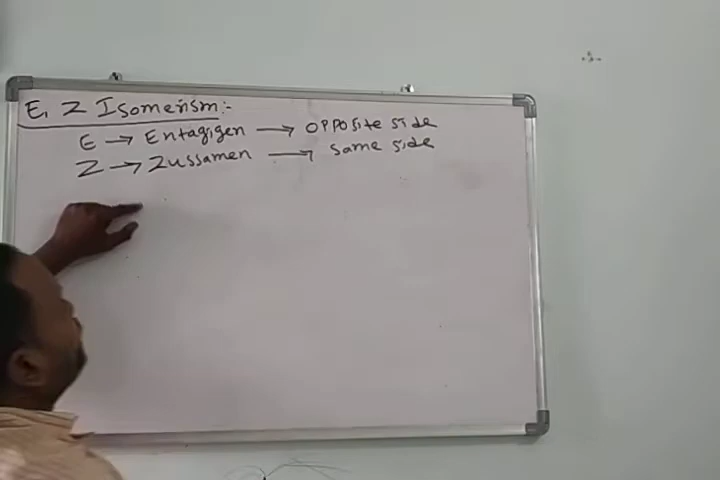 E, Z Isomerism:-
E → Entagigen → opposite side
Z → Zussamen → same side